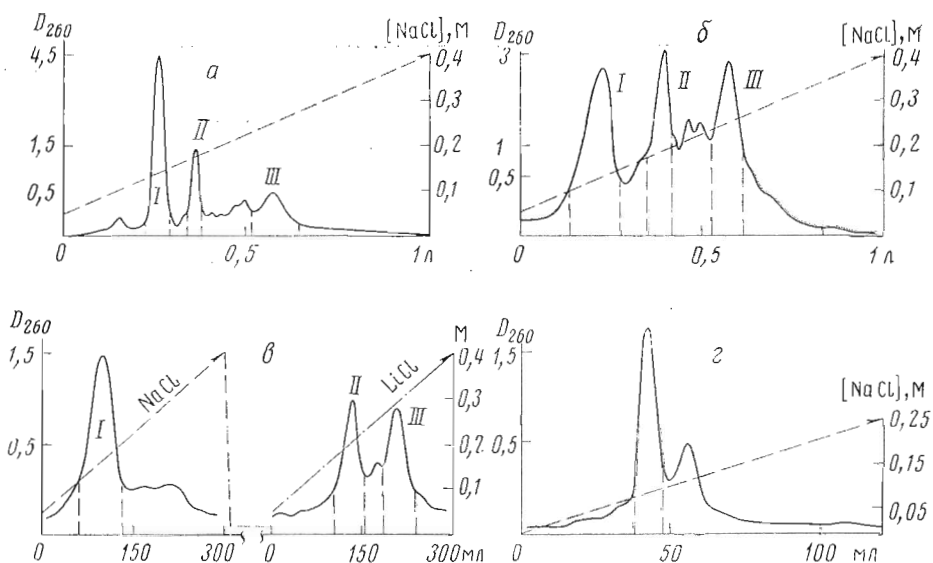 D260 [NaCl], М
4,5 а 0,4
0,3
1,5 II 0,2
0,5 I III 0,1
0 0,5 1 л
D260 б [NaCl], М
3 I II III 0,4
0,3
1 0,2
0,5 0,1
0 0,5 1 л
D260 в М
1,5 NaCl II LiCl 0,4
I III 0,3
0,5 0,2
0,1
0 150 300 0 150 300 мл
D260 г
1,5 [NaCl], М
0,25
0,5 0,15
0,05
0 50 100 мл